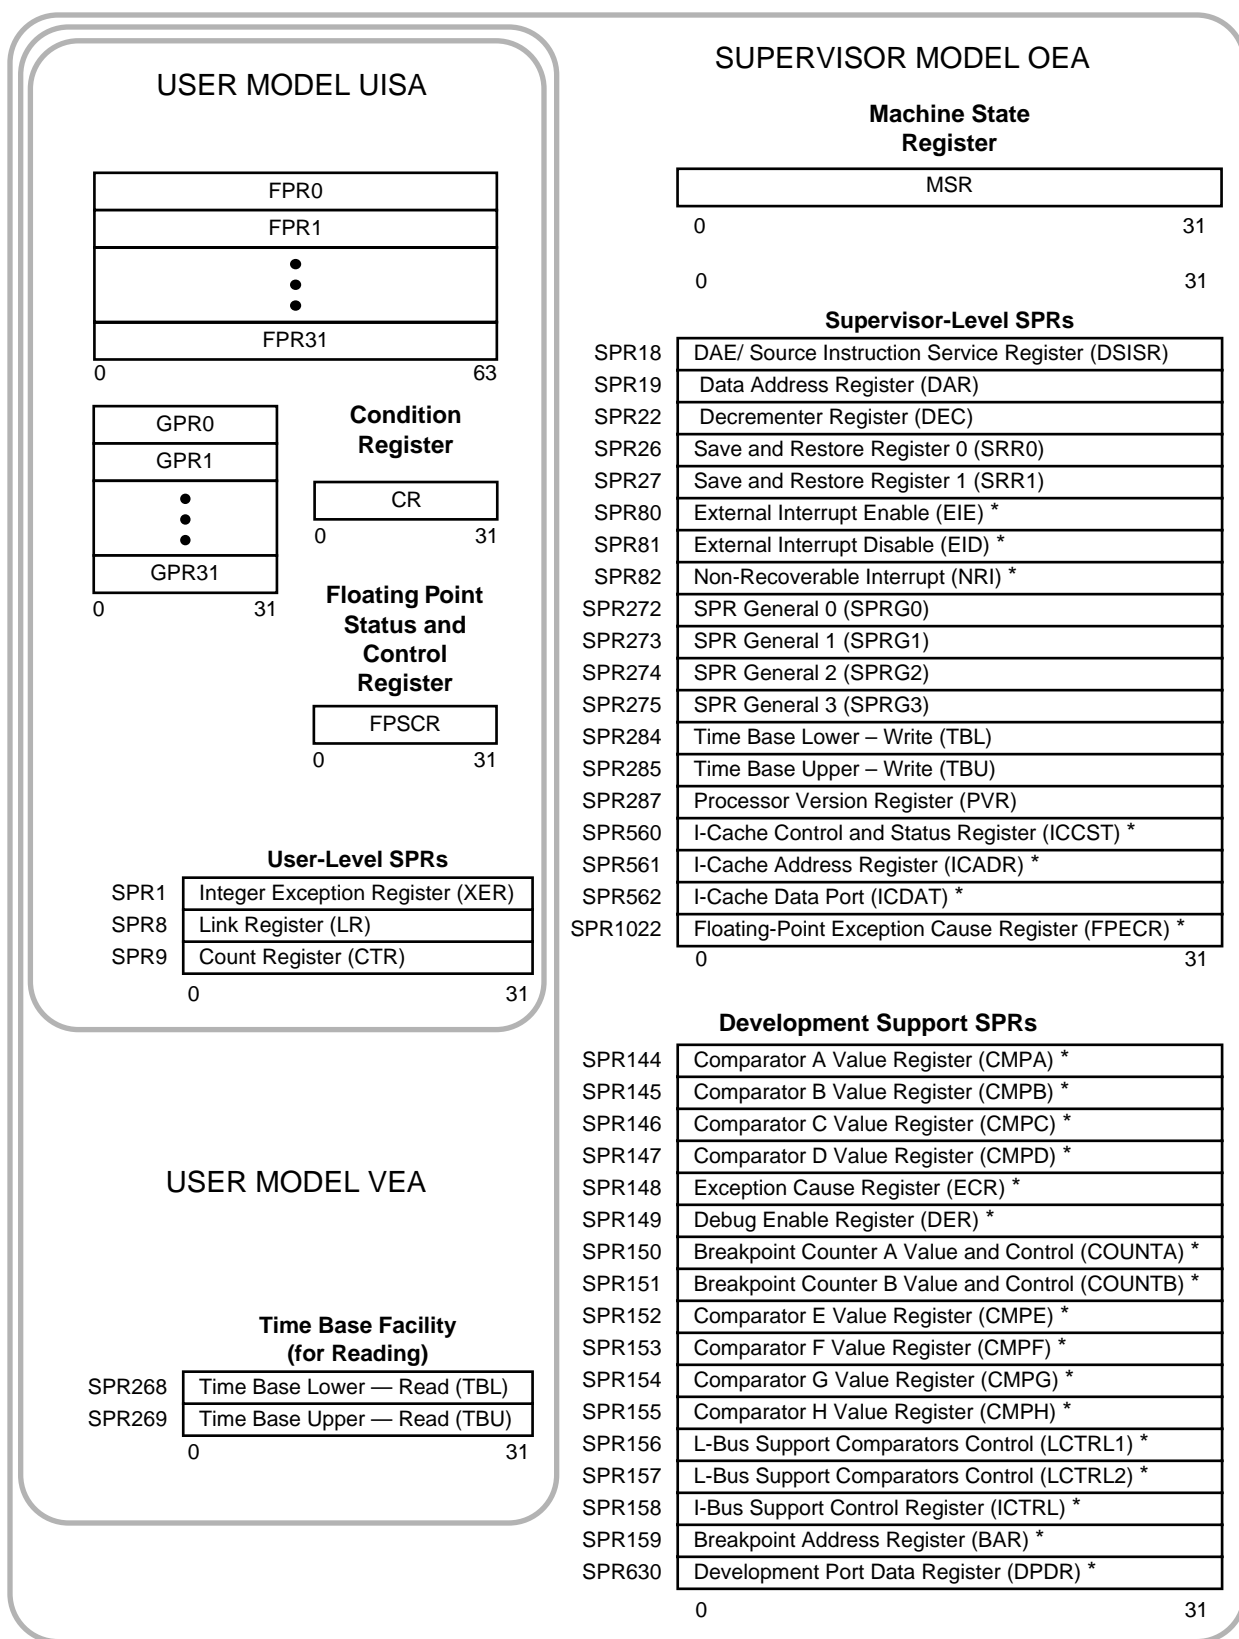 USER MODEL UISA
FPR0
FPR1
FPR31
0 63
GPR0
GPR1
GPR31
0 31
Condition
Register
CR
0 31
Floating Point
Status and
Control
Register
FPSCR
0 31
User-Level SPRs
SPR1 Integer Exception Register (XER)
SPR8 Link Register (LR)
SPR9 Count Register (CTR)
0 31
USER MODEL VEA
Time Base Facility
(for Reading)
SPR268 Time Base Lower — Read (TBL)
SPR269 Time Base Upper — Read (TBU)
0 31
SUPERVISOR MODEL OEA
Machine State
Register
MSR
0 31
0 31
Supervisor-Level SPRs
SPR18 DAE/ Source Instruction Service Register (DSISR)
SPR19 Data Address Register (DAR)
SPR22 Decrementer Register (DEC)
SPR26 Save and Restore Register 0 (SRR0)
SPR27 Save and Restore Register 1 (SRR1)
SPR80 External Interrupt Enable (EIE) *
SPR81 External Interrupt Disable (EID) *
SPR82 Non-Recoverable Interrupt (NRI) *
SPR272 SPR General 0 (SPRG0)
SPR273 SPR General 1 (SPRG1)
SPR274 SPR General 2 (SPRG2)
SPR275 SPR General 3 (SPRG3)
SPR284 Time Base Lower – Write (TBL)
SPR285 Time Base Upper – Write (TBU)
SPR287 Processor Version Register (PVR)
SPR560 I-Cache Control and Status Register (ICCST) *
SPR561 I-Cache Address Register (ICADR) *
SPR562 I-Cache Data Port (ICDAT) *
SPR1022 Floating-Point Exception Cause Register (FPECR) *
0 31
Development Support SPRs
SPR144 Comparator A Value Register (CMPA) *
SPR145 Comparator B Value Register (CMPB) *
SPR146 Comparator C Value Register (CMPC) *
SPR147 Comparator D Value Register (CMPD) *
SPR148 Exception Cause Register (ECR) *
SPR149 Debug Enable Register (DER) *
SPR150 Breakpoint Counter A Value and Control (COUNTA) *
SPR151 Breakpoint Counter B Value and Control (COUNTB) *
SPR152 Comparator E Value Register (CMPE) *
SPR153 Comparator F Value Register (CMPF) *
SPR154 Comparator G Value Register (CMPG) *
SPR155 Comparator H Value Register (CMPH) *
SPR156 L-Bus Support Comparators Control (LCTRL1) *
SPR157 L-Bus Support Comparators Control (LCTRL2) *
SPR158 I-Bus Support Control Register (ICTRL) *
SPR159 Breakpoint Address Register (BAR) *
SPR630 Development Port Data Register (DPDR) *
0 31